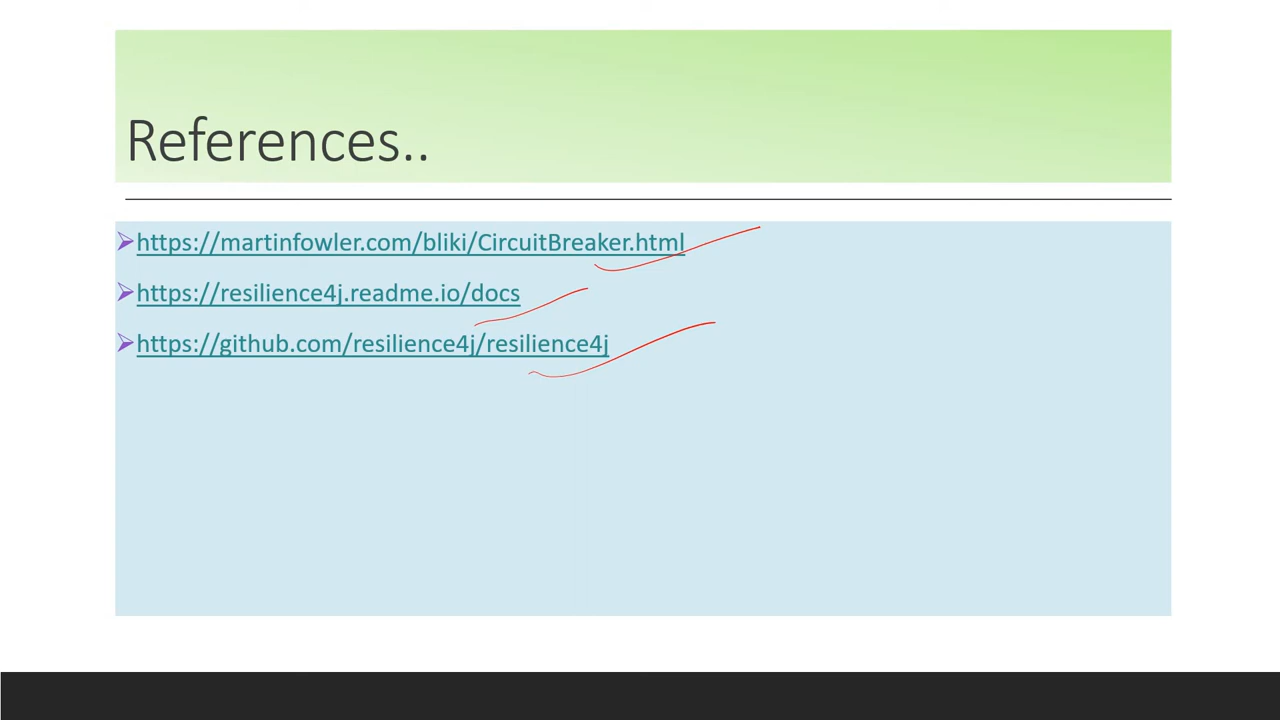 References..
https://martinfowler.com/bliki/CircuitBreaker.html
https://resilience4j.readme.io/docs
https://github.com/resilience4j/resilience4j